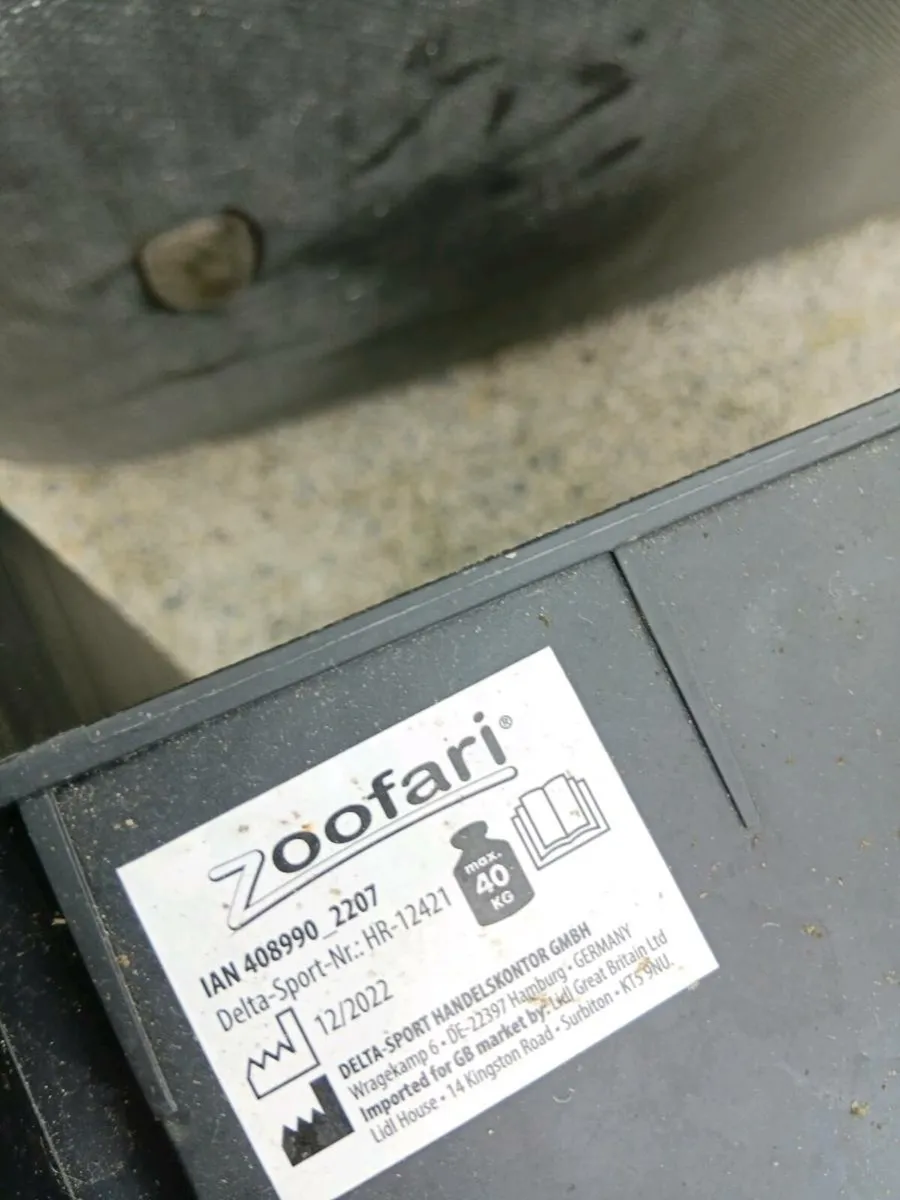 zoofari®
IAN 408990_2207
Delta-Sport-Nr.: HR-12421
max.
40
KG
12/2022
DELTA-SPORT HANDELSKONTOR GMBH
Wragekamp 6 • DE-22397 Hamburg • GERMANY
Imported for GB market by: Lidl Great Britain Ltd
Lidl House • 14 Kingston Road • Surbiton • KT5 9NU.